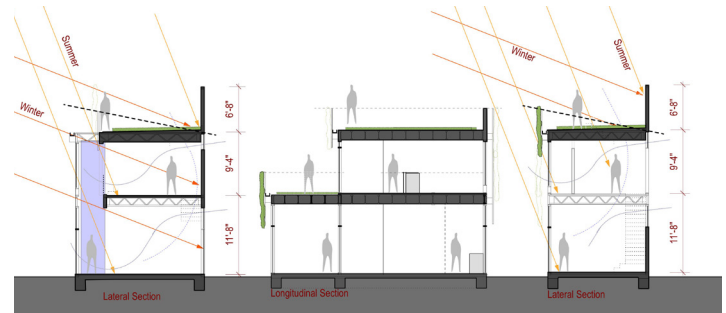 Summer
Winter
6'-8"
9'-4"
11'-8"
Lateral Section
Longitudinal Section
Winter
Summer
6'-8"
9'-4"
11'-8"
Lateral Section